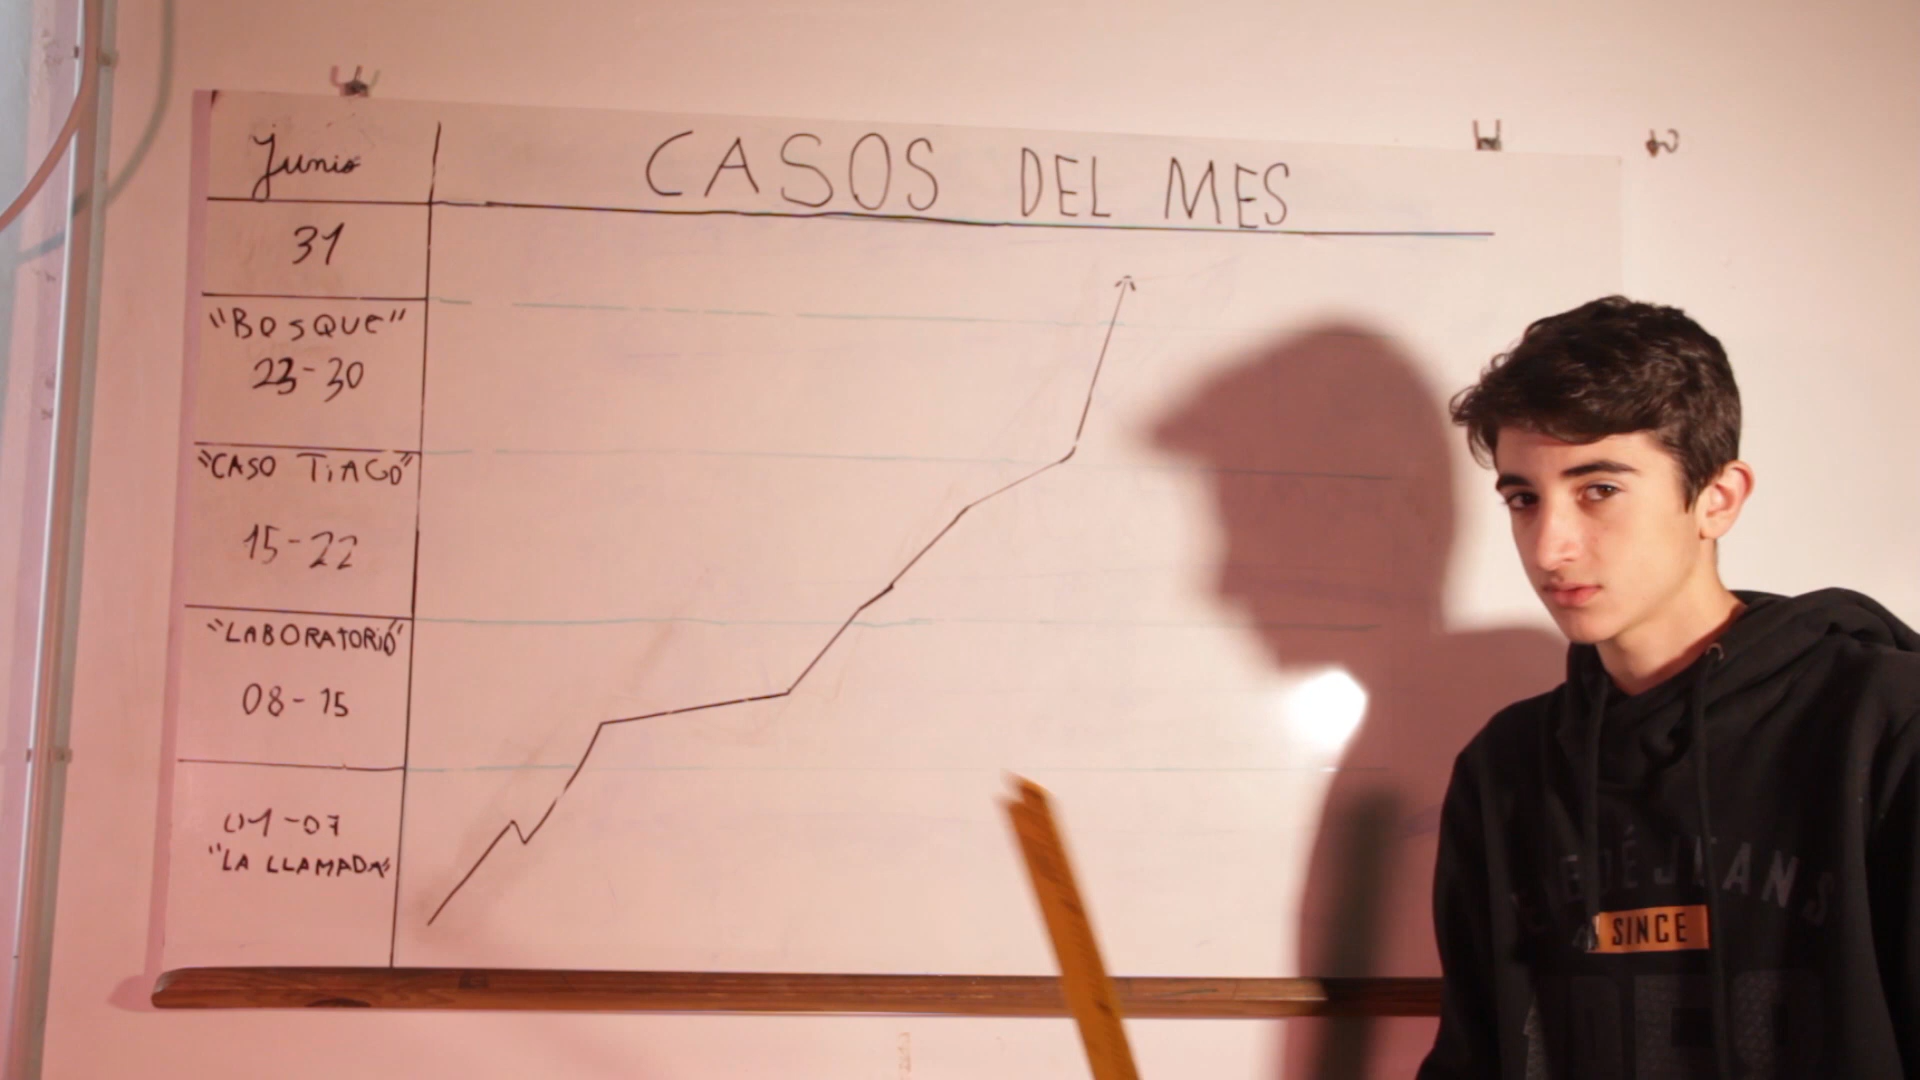 Junio
CASOS DEL MES
31
"BOSQUE"
23-30
"CASO TIAGO"
15-22
"LABORATORIO"
08-15
01-07
"LA LLAMADA"
SINCE